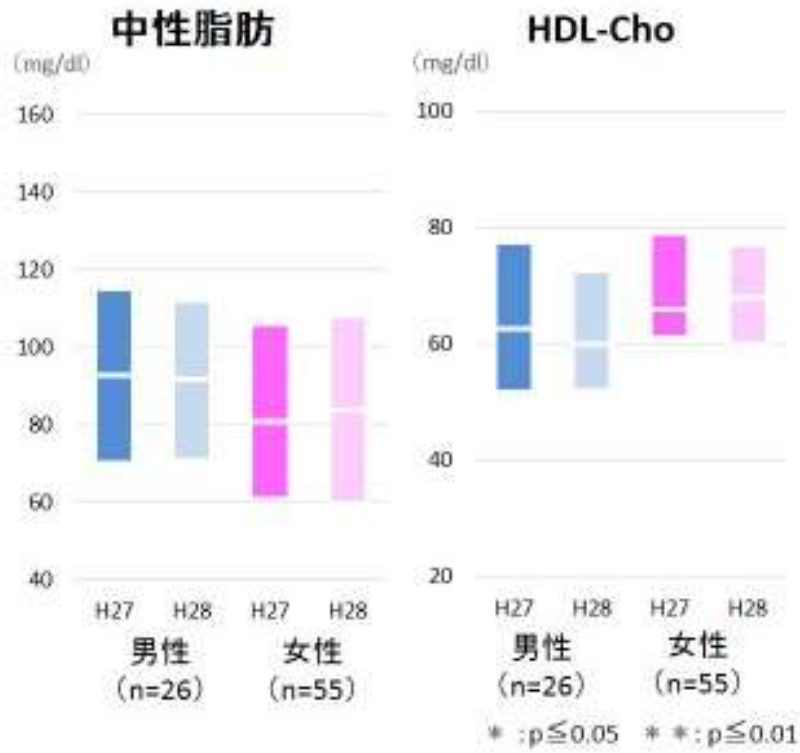 中性脂肪
(mg/dl)
160
140
120
100
80
60
40
H27 H28 H27 H28
男性 女性
(n=26) (n=55)
HDL-Cho
(mg/dl)
100
80
60
40
20
H27 H28 H27 H28
男性 女性
(n=26) (n=55)
* :p≦0.05 * *:p≦0.01